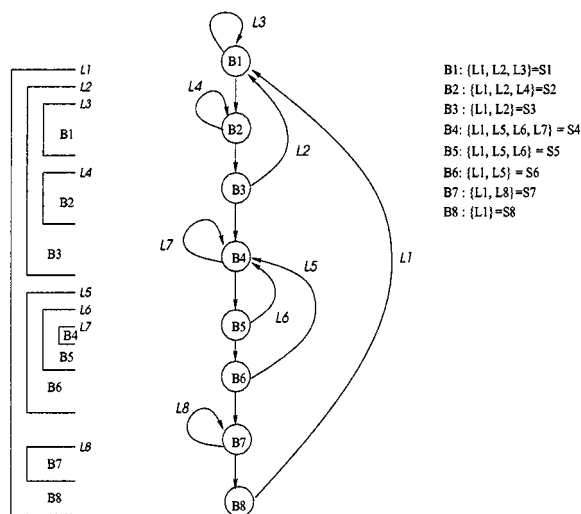 L1
L2
L3
B1
L4
B2
B3
L5
L6
L7
B4
B5
B6
L8
B7
B8
L3
B1
L4
B2
L2
B3
L7
B4
L5
L6
B5
B6
L8
B7
B8
L1
B1: {L1, L2, L3}=S1
B2 : {L1, L2, L4}=S2
B3 : {L1, L2}=S3
B4: {L1, L5, L6, L7} = S4
B5: {L1, L5, L6} = S5
B6: {L1, L5} = S6
B7: {L1, L8}=S7
B8: {L1}=S8